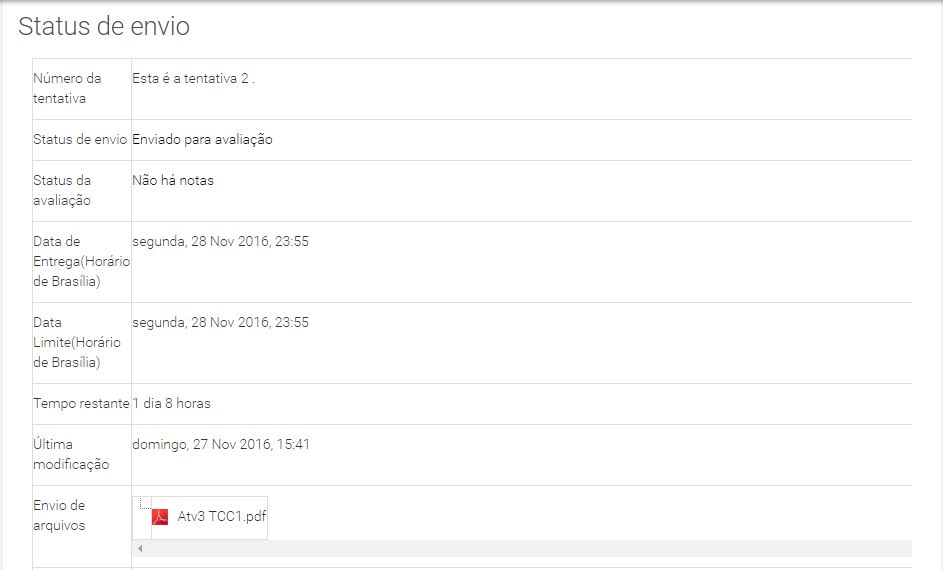 Status de envio
Número da
tentativa
Esta é a tentativa 2 .
Status de envio
Enviado para avaliação
Status da
avaliação
Não há notas
Data de
Entrega(Horário
de Brasília)
segunda, 28 Nov 2016, 23:55
Data
Limite(Horário
de Brasília)
segunda, 28 Nov 2016, 23:55
Tempo restante
1 dia 8 horas
Última
modificação
domingo, 27 Nov 2016, 15:41
Envio de
arquivos
Atv3 TCC1.pdf